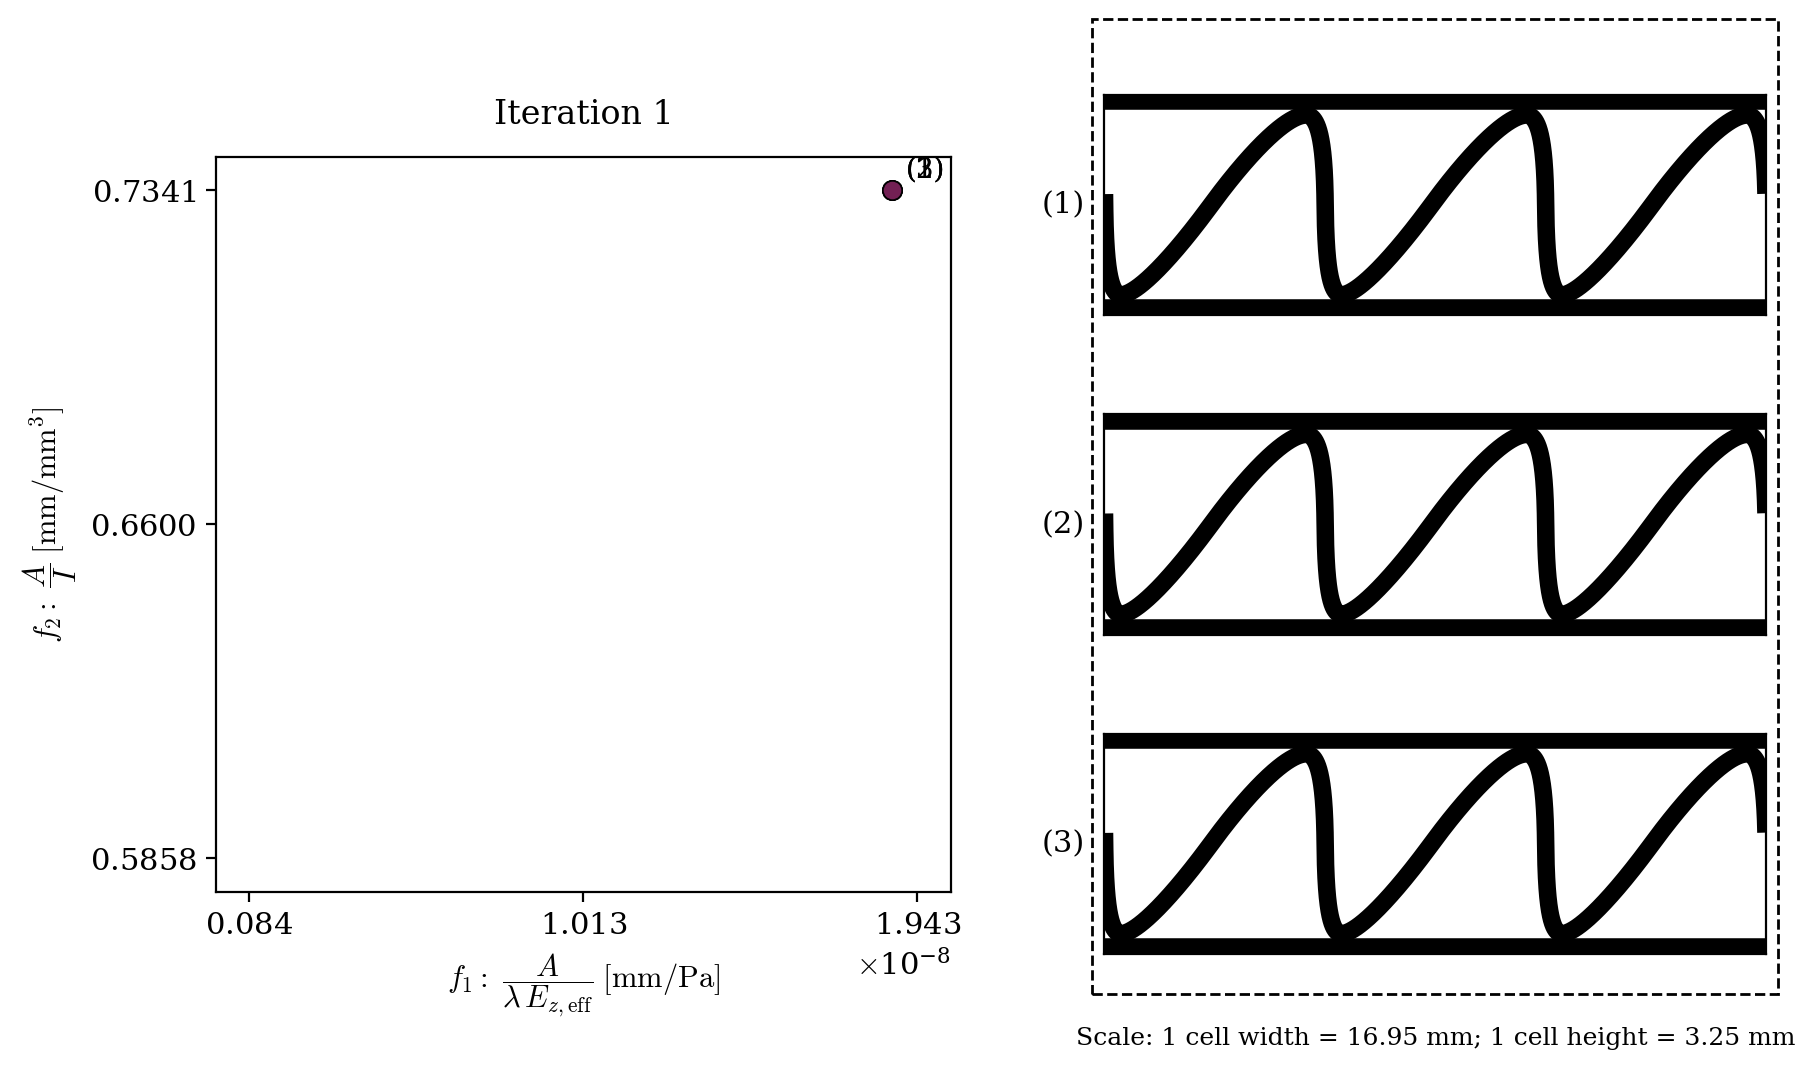 Iteration 1
0.7341
0.6600
0.5858
f₂: A/I [mm/mm³]
0.084 1.013 1.943
×10⁻⁸
f₁: A/(λ E_{z, eff}) [mm/Pa]
(1)
(2)
(3)
Scale: 1 cell width = 16.95 mm; 1 cell height = 3.25 mm